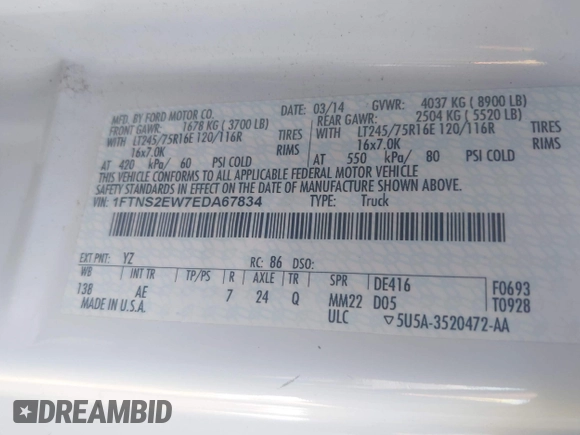 MFD. BY FORD MOTOR CO.
DATE: 03/14 GVWR: 4037 KG ( 8900 LB)
FRONT GAWR: 1678 KG ( 3700 LB) REAR GAWR: 2504 KG ( 5520 LB)
WITH LT245/75R16E 120/116R TIRES WITH LT245/75R16E 120/116R TIRES
16x7.0K RIMS 16x7.0K RIMS
AT 420 kPa/ 60 PSI COLD AT 550 kPa/ 80 PSI COLD
THIS VEHICLE CONFORMS TO ALL APPLICABLE FEDERAL MOTOR VEHICLE
SAFETY STANDARDS IN EFFECT ON THE DATE OF MANUFACTURE SHOWN ABOVE.
VIN: 1FTNS2EW7EDA67834 TYPE: Truck
EXT PNT: YZ RC: 86 DSO:
WB INT TR TP/PS R AXLE TR SPR DE416 F0693
138 AE 7 24 Q MM22 D05 T0928
MADE IN U.S.A. ULC ▽5U5A-3520472-AA
DREAMBID